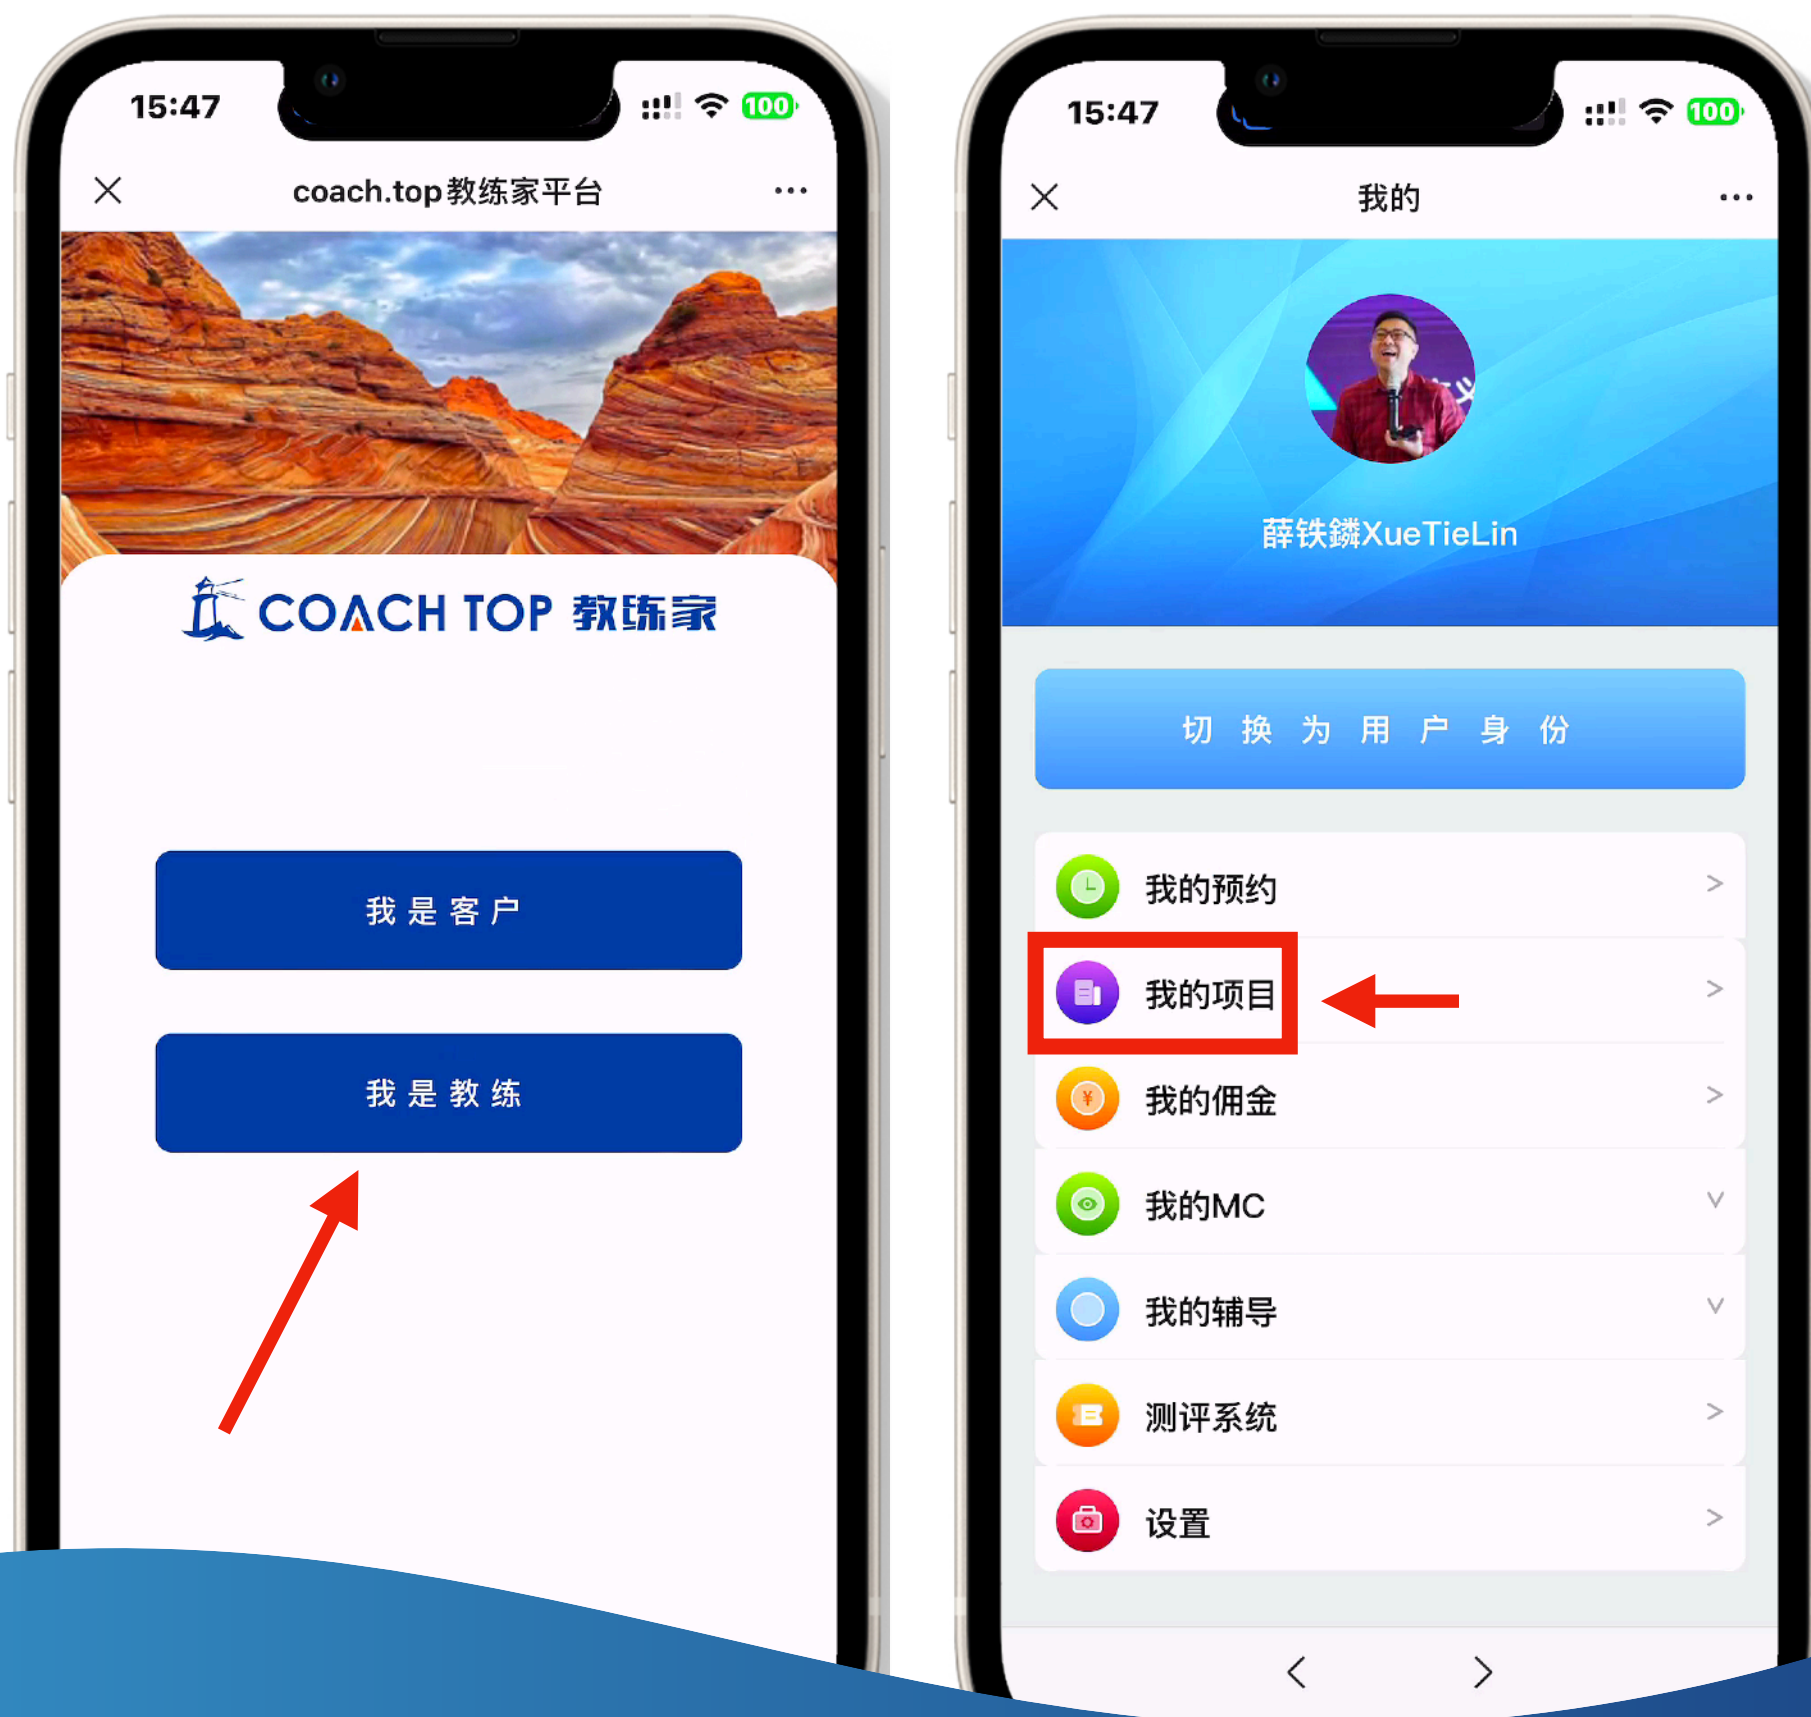 15:47
100
coach.top教练家平台
COACH TOP 教练家
我是客户
我是教练
15:47
100
我的
薛铁鏻XueTieLin
切换为用户身份
我的预约
我的项目
我的佣金
我的MC
我的辅导
测评系统
设置